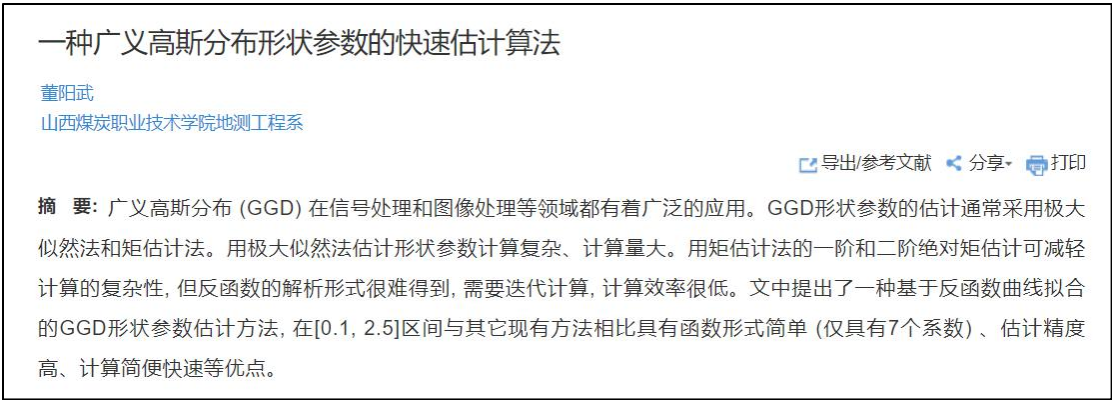 一种广义高斯分布形状参数的快速估计算法
董阳武
山西煤炭职业技术学院地测工程系
导出/参考文献 分享 打印
摘 要: 广义高斯分布 (GGD) 在信号处理和图像处理等领域都有着广泛的应用。GGD形状参数的估计通常采用极大
似然法和矩估计法。用极大似然法估计形状参数计算复杂、计算量大。用矩估计法的一阶和二阶绝对矩估计可减轻
计算的复杂性, 但反函数的解析形式很难得到, 需要迭代计算, 计算效率很低。文中提出了一种基于反函数曲线拟合
的GGD形状参数估计方法, 在[0.1, 2.5]区间与其它现有方法相比具有函数形式简单 (仅具有7个系数) 、估计精度
高、计算简便快速等优点。